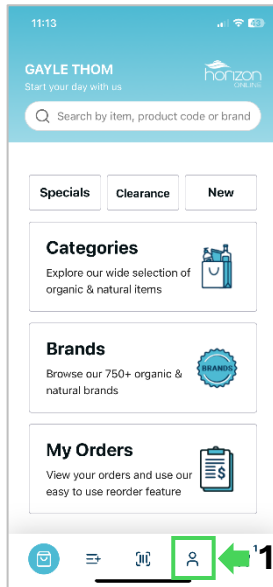 11:13
43
GAYLE THOM
Start your day with us
horizon
ONLINE
Search by item, product code or brand
Specials
Clearance
New
Categories
Explore our wide selection of
organic & natural items
Brands
Browse our 750+ organic &
natural brands
BRANDS
My Orders
View your orders and use our
easy to use reorder feature
1
1